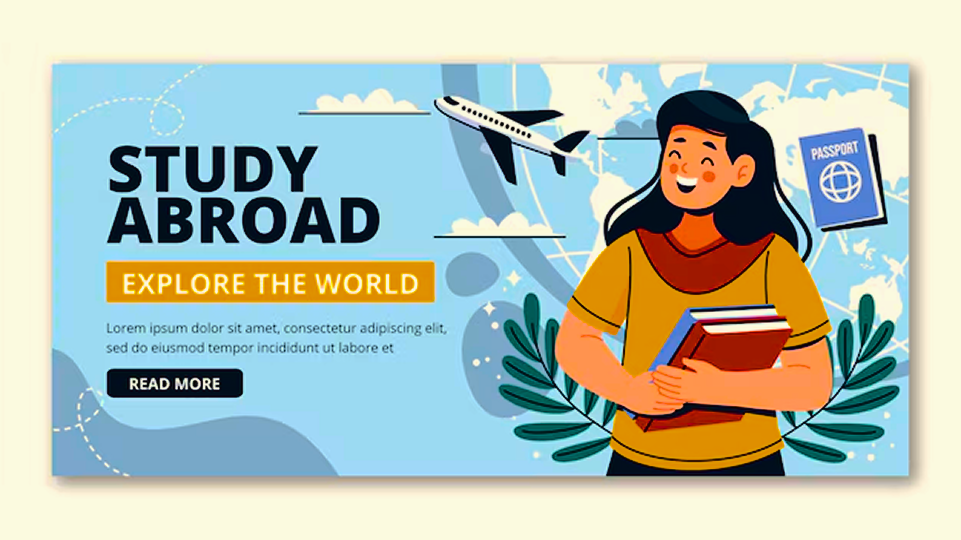 STUDY
ABROAD
EXPLORE THE WORLD
Lorem ipsum dolor sit amet, consectetur adipiscing elit,
sed do eiusmod tempor incididunt ut labore et
READ MORE
PASSPORT